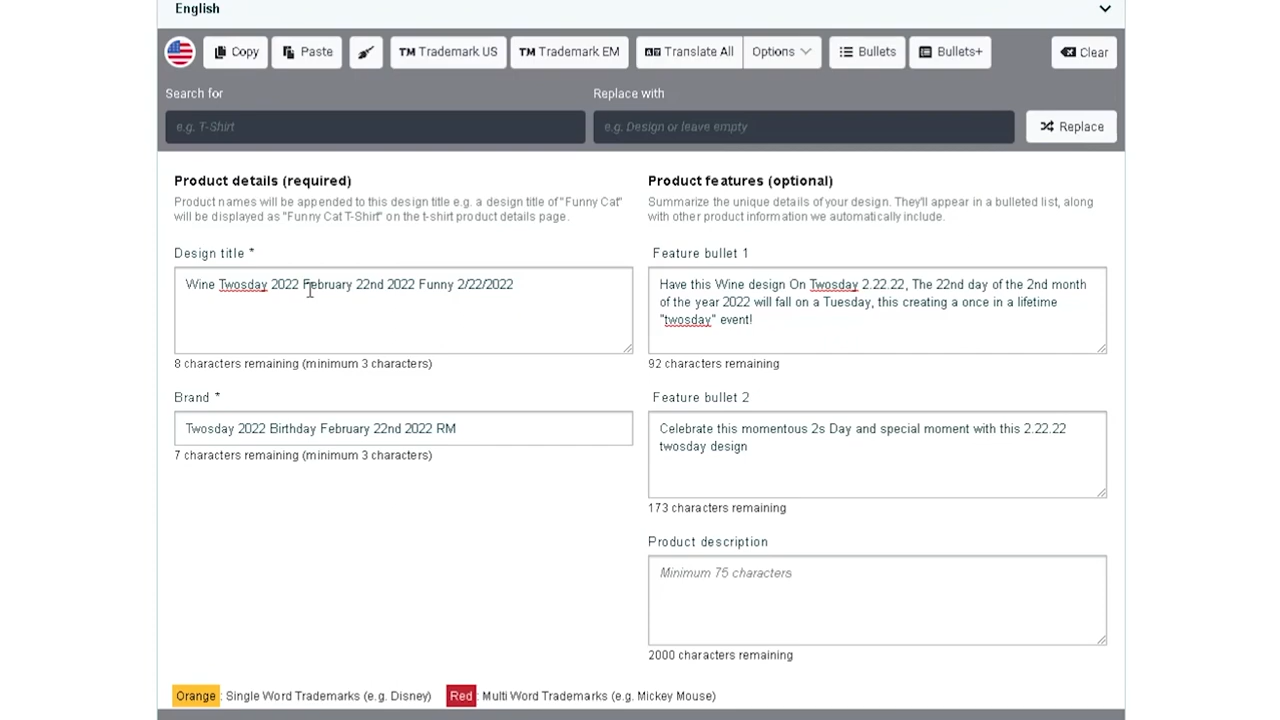 English
Copy Paste TM Trademark US TM Trademark EM Translate All Options Bullets Bullets+ Clear
Search for Replace with
e.g. T-Shirt e.g. Design or leave empty Replace
Product details (required)
Product names will be appended to this design title e.g. a design title of "Funny Cat"
will be displayed as "Funny Cat T-Shirt" on the t-shirt product details page.
Design title *
Wine Twosday 2022 February 22nd 2022 Funny 2/22/2022
8 characters remaining (minimum 3 characters)
Brand *
Twosday 2022 Birthday February 22nd 2022 RM
7 characters remaining (minimum 3 characters)
Product features (optional)
Summarize the unique details of your design. They'll appear in a bulleted list, along
with other product information we automatically include.
Feature bullet 1
Have this Wine design On Twosday 2.22.22, The 22nd day of the 2nd month
of the year 2022 will fall on a Tuesday, this creating a once in a lifetime
"twosday" event!
92 characters remaining
Feature bullet 2
Celebrate this momentous 2s Day and special moment with this 2.22.22
twosday design
173 characters remaining
Product description
Minimum 75 characters
2000 characters remaining
Orange : Single Word Trademarks (e.g. Disney) Red : Multi Word Trademarks (e.g. Mickey Mouse)